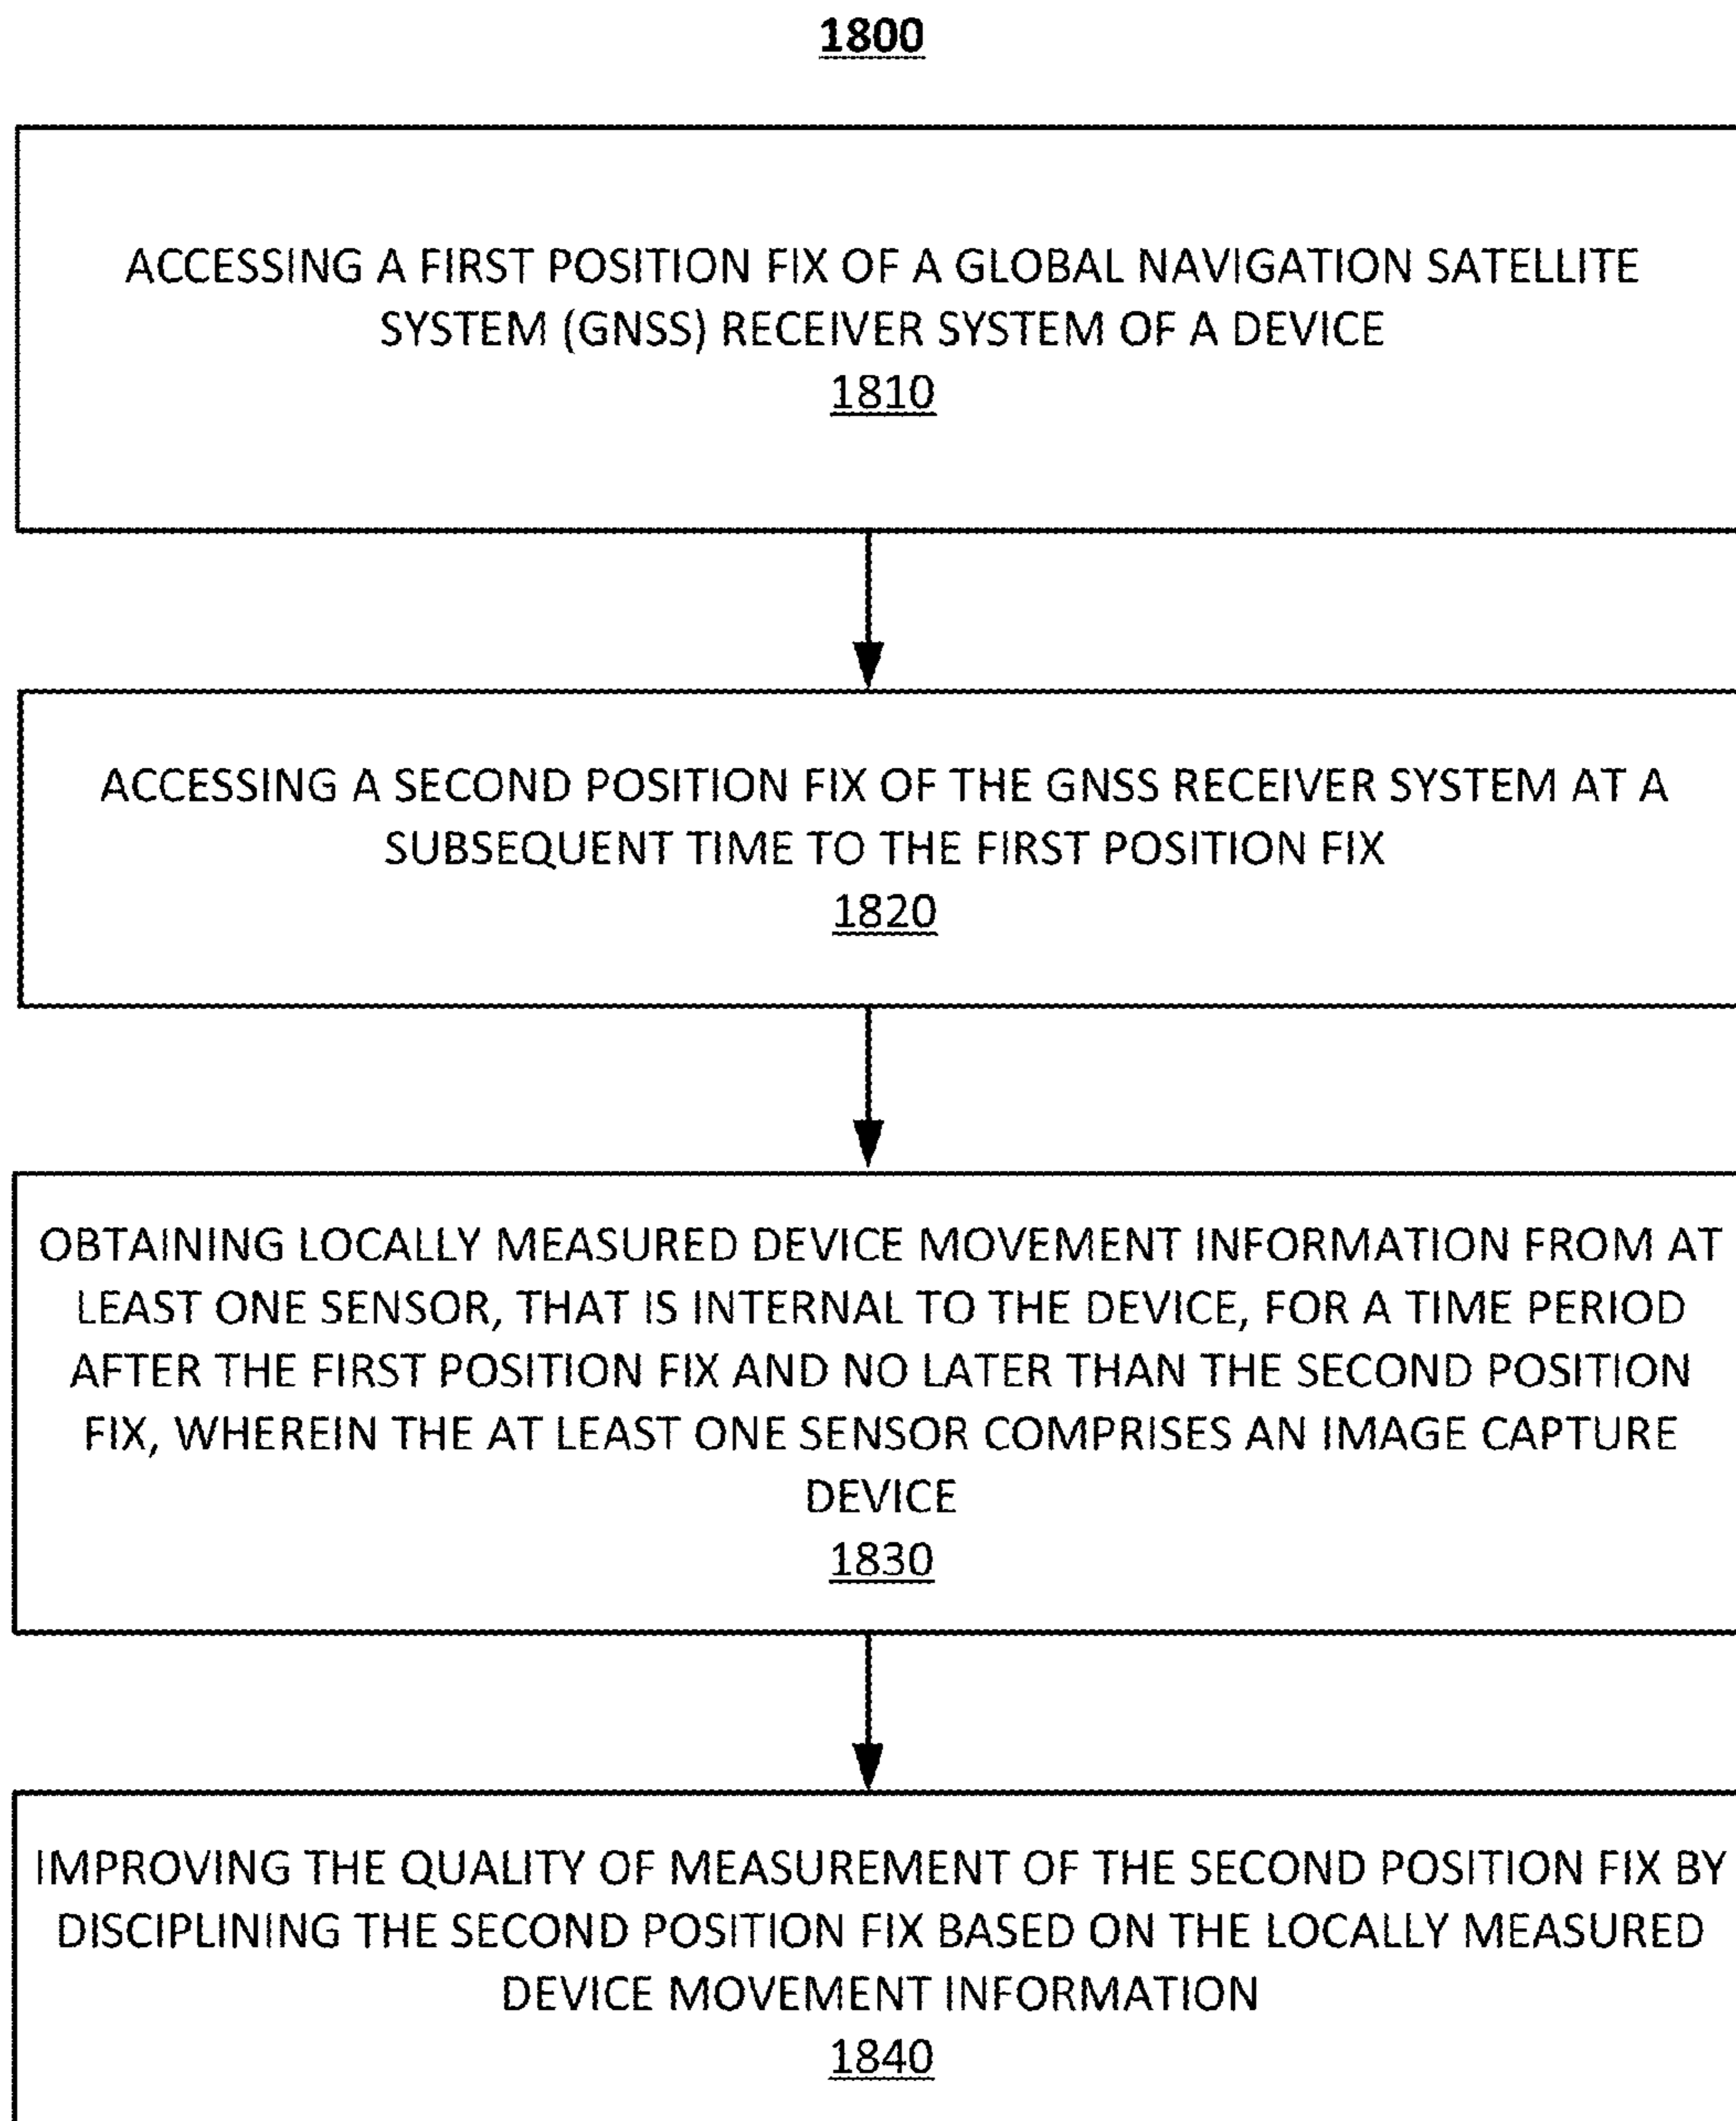 1800
ACCESSING A FIRST POSITION FIX OF A GLOBAL NAVIGATION SATELLITE
SYSTEM (GNSS) RECEIVER SYSTEM OF A DEVICE
1810
ACCESSING A SECOND POSITION FIX OF THE GNSS RECEIVER SYSTEM AT A
SUBSEQUENT TIME TO THE FIRST POSITION FIX
1820
OBTAINING LOCALLY MEASURED DEVICE MOVEMENT INFORMATION FROM AT
LEAST ONE SENSOR, THAT IS INTERNAL TO THE DEVICE, FOR A TIME PERIOD
AFTER THE FIRST POSITION FIX AND NO LATER THAN THE SECOND POSITION
FIX, WHEREIN THE AT LEAST ONE SENSOR COMPRISES AN IMAGE CAPTURE
DEVICE
1830
IMPROVING THE QUALITY OF MEASUREMENT OF THE SECOND POSITION FIX BY
DISCIPLINING THE SECOND POSITION FIX BASED ON THE LOCALLY MEASURED
DEVICE MOVEMENT INFORMATION
1840